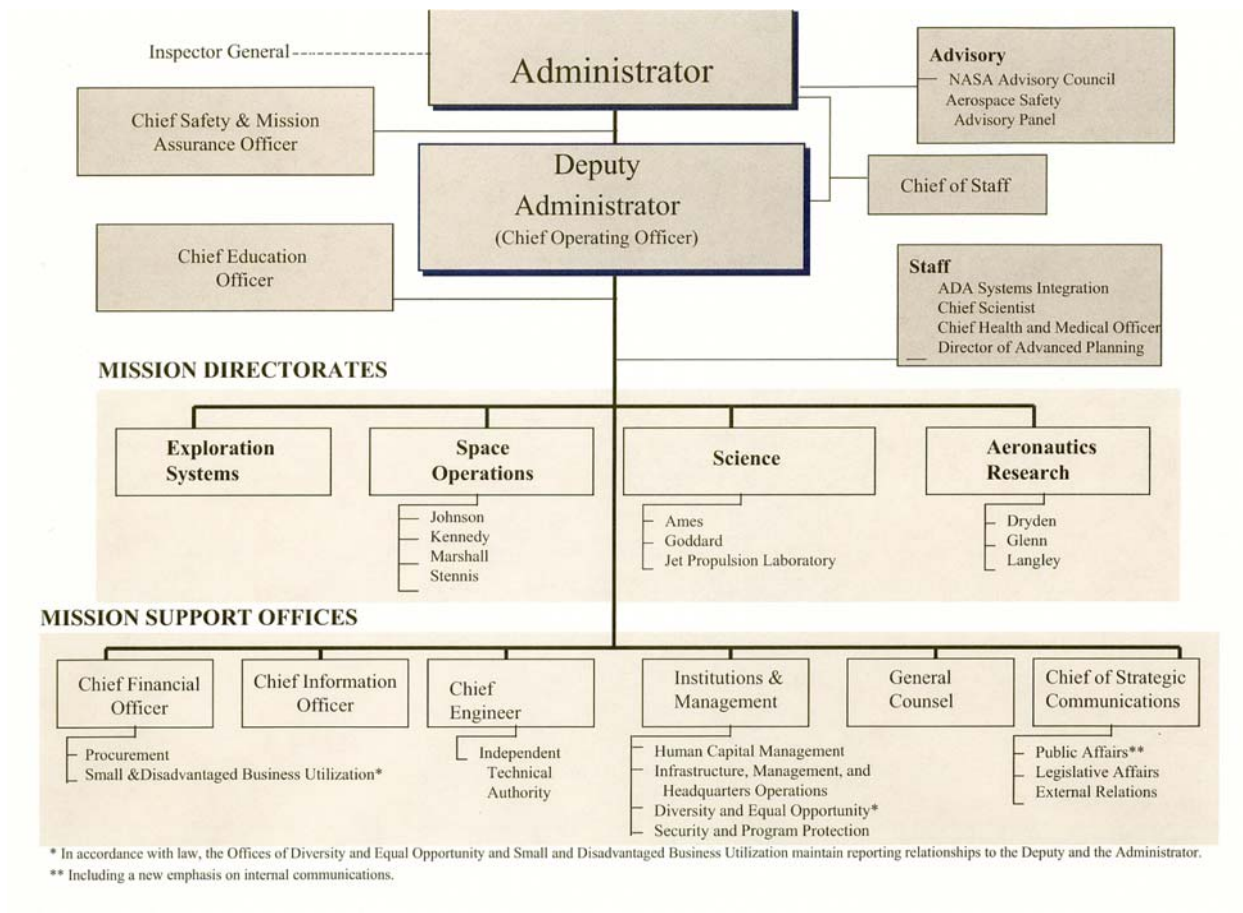 Inspector General
Administrator
Advisory
NASA Advisory Council
Aerospace Safety
Advisory Panel
Chief Safety & Mission
Assurance Officer
Deputy
Administrator
(Chief Operating Officer)
Chief of Staff
Chief Education
Officer
Staff
ADA Systems Integration
Chief Scientist
Chief Health and Medical Officer
Director of Advanced Planning
MISSION DIRECTORATES
Exploration
Systems
Space
Operations
Johnson
Kennedy
Marshall
Stennis
Science
Ames
Goddard
Jet Propulsion Laboratory
Aeronautics
Research
Dryden
Glenn
Langley
MISSION SUPPORT OFFICES
Chief Financial
Officer
Procurement
Small &Disadvantaged Business Utilization*
Chief Information
Officer
Chief
Engineer
Independent
Technical
Authority
Institutions &
Management
Human Capital Management
Infrastructure, Management, and
Headquarters Operations
Diversity and Equal Opportunity*
Security and Program Protection
General
Counsel
Chief of Strategic
Communications
Public Affairs**
Legislative Affairs
External Relations
* In accordance with law, the Offices of Diversity and Equal Opportunity and Small and Disadvantaged Business Utilization maintain reporting relationships to the Deputy and the Administrator.
** Including a new emphasis on internal communications.